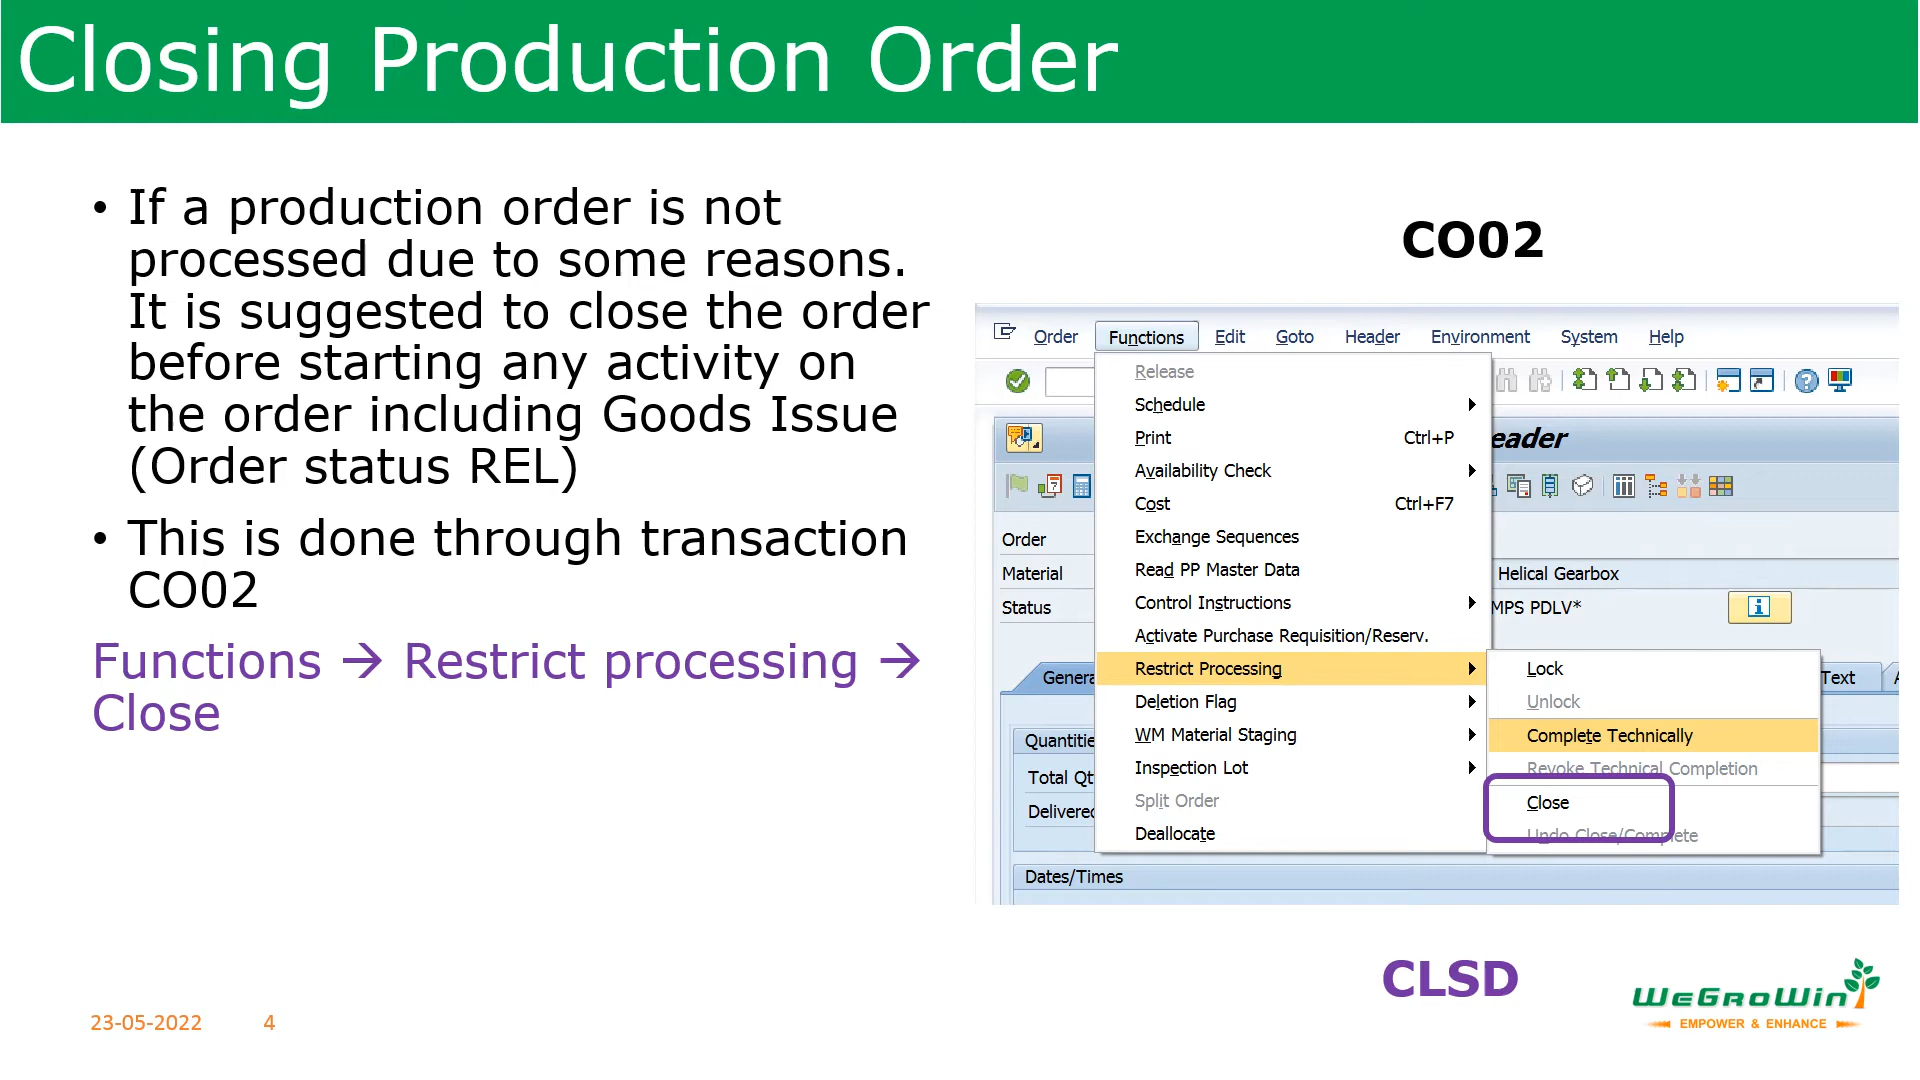 Closing Production Order
• If a production order is not
processed due to some reasons.
It is suggested to close the order
before starting any activity on
the order including Goods Issue
(Order status REL)
• This is done through transaction
CO02
Functions → Restrict processing →
Close
CO02
Order Functions Edit Goto Header Environment System Help
Release
Schedule
Print Ctrl+P
Availability Check
Cost Ctrl+F7
Exchange Sequences
Read PP Master Data
Control Instructions
Activate Purchase Requisition/Reserv.
Restrict Processing
Deletion Flag
WM Material Staging
Inspection Lot
Split Order
Deallocate
Lock
Unlock
Complete Technically
Revoke Technical Completion
Close
Undo Close/Complete
eader
Order
Material Helical Gearbox
Status MPS PDLV*
Genera Text
Quantitie
Total Qt
Delivered
Dates/Times
CLSD
WeGroWin
EMPOWER & ENHANCE
23-05-2022 4